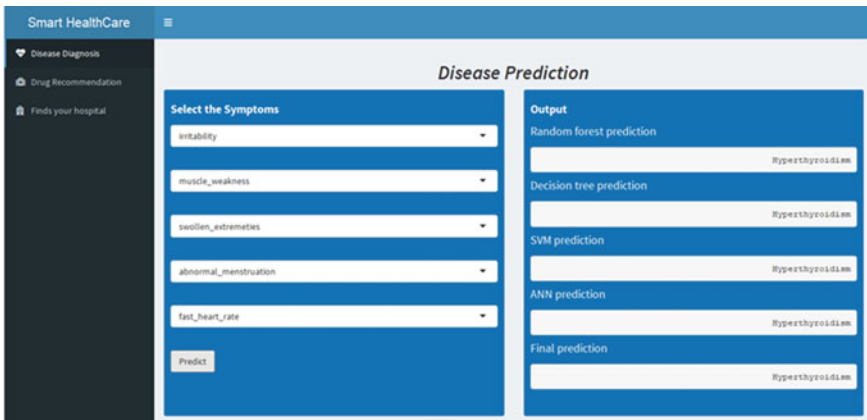 Smart HealthCare
Disease Diagnosis
Drug Recommendation
Finds your hospital
Disease Prediction
Select the Symptoms
irritability
muscle_weakness
swollen_extremeties
abnormal_menstruation
fast_heart_rate
Predict
Output
Random forest prediction
Hyperthyroidism
Decision tree prediction
Hyperthyroidism
SVM prediction
Hyperthyroidism
ANN prediction
Hyperthyroidism
Final prediction
Hyperthyroidism